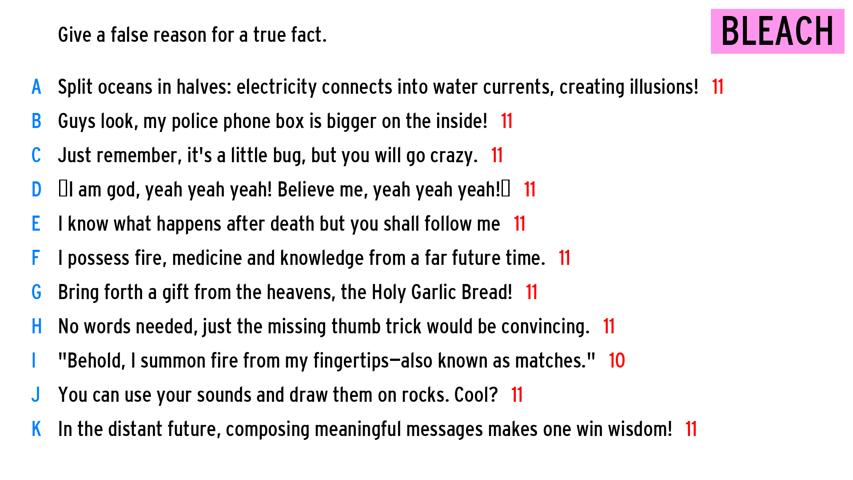 Give a false reason for a true fact.
BLEACH
A Split oceans in halves: electricity connects into water currents, creating illusions! 11
B Guys look, my police phone box is bigger on the inside! 11
C Just remember, it's a little bug, but you will go crazy. 11
D ▯I am god, yeah yeah yeah! Believe me, yeah yeah yeah!▯ 11
E I know what happens after death but you shall follow me 11
F I possess fire, medicine and knowledge from a far future time. 11
G Bring forth a gift from the heavens, the Holy Garlic Bread! 11
H No words needed, just the missing thumb trick would be convincing. 11
I "Behold, I summon fire from my fingertips—also known as matches." 10
J You can use your sounds and draw them on rocks. Cool? 11
K In the distant future, composing meaningful messages makes one win wisdom! 11